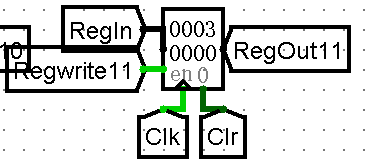 RegIn
0003
0000
RegOut11
10
Regwrite11
en 0
Clk
Clr